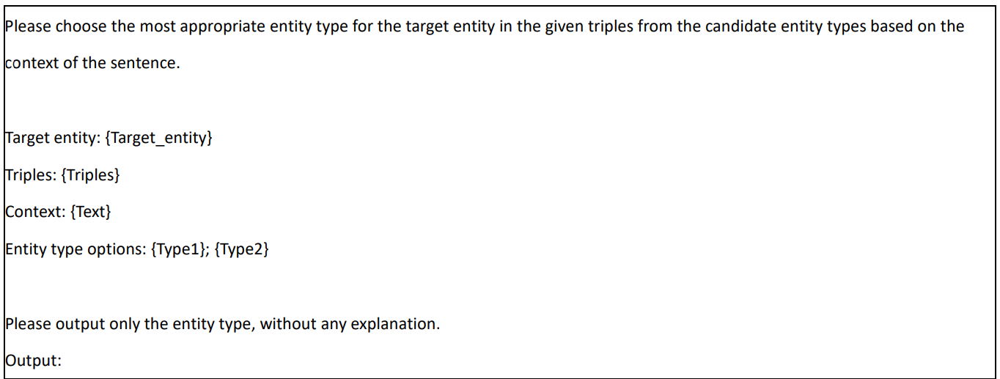 Please choose the most appropriate entity type for the target entity in the given triples from the candidate entity types based on the
context of the sentence.
Target entity: {Target_entity}
Triples: {Triples}
Context: {Text}
Entity type options: {Type1}; {Type2}
Please output only the entity type, without any explanation.
Output: